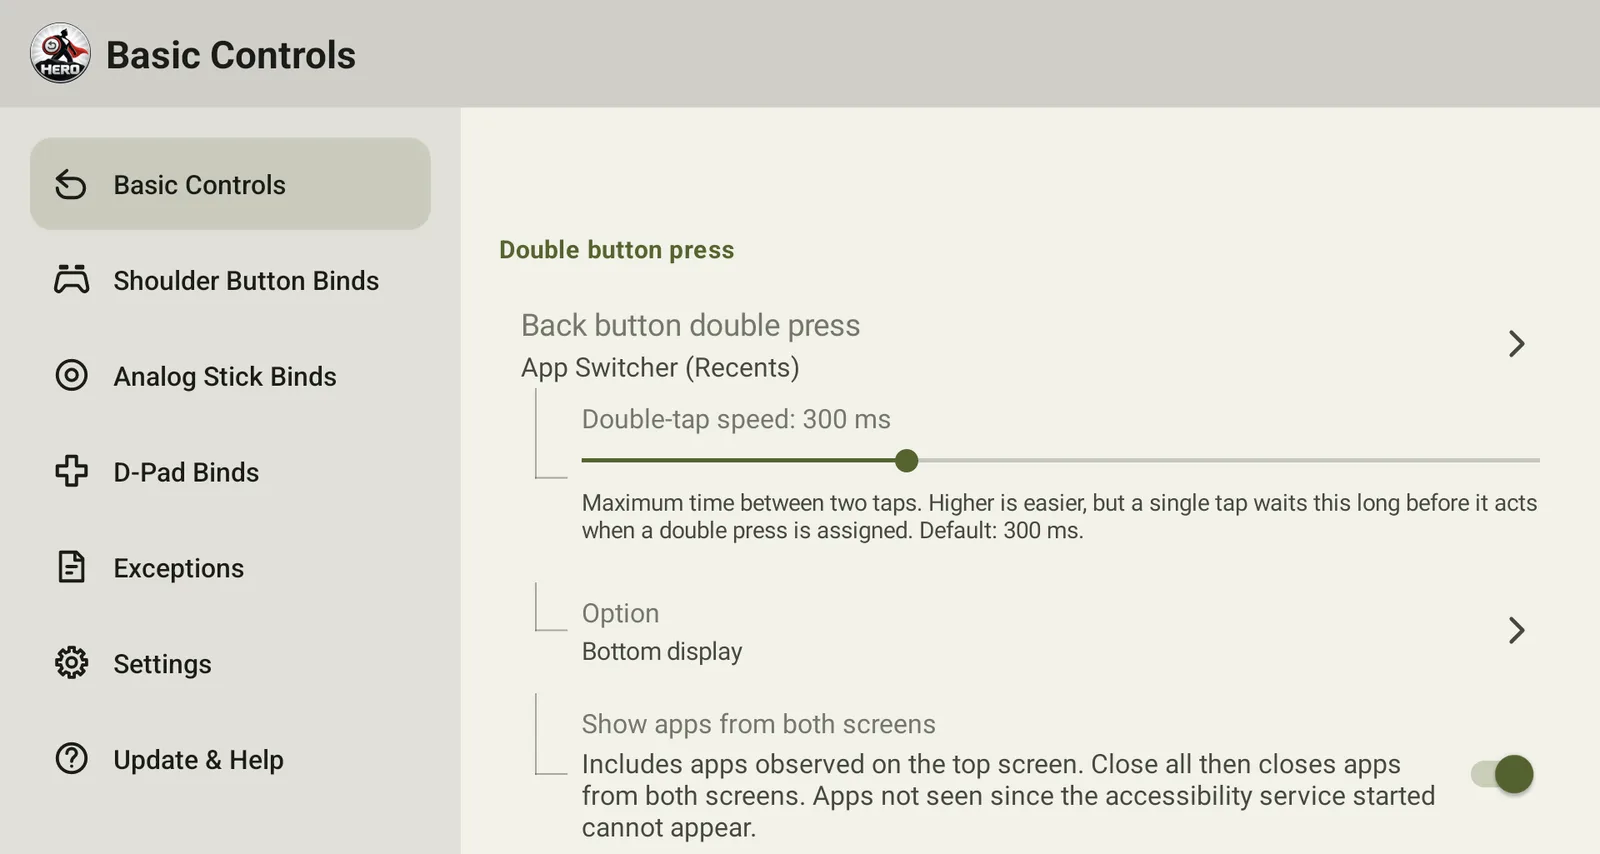 HERO
Basic Controls
Basic Controls
Shoulder Button Binds
Analog Stick Binds
D-Pad Binds
Exceptions
Settings
Update & Help
Double button press
Back button double press
App Switcher (Recents)
Double-tap speed: 300 ms
Maximum time between two taps. Higher is easier, but a single tap waits this long before it acts
when a double press is assigned. Default: 300 ms.
Option
Bottom display
Show apps from both screens
Includes apps observed on the top screen. Close all then closes apps
from both screens. Apps not seen since the accessibility service started
cannot appear.